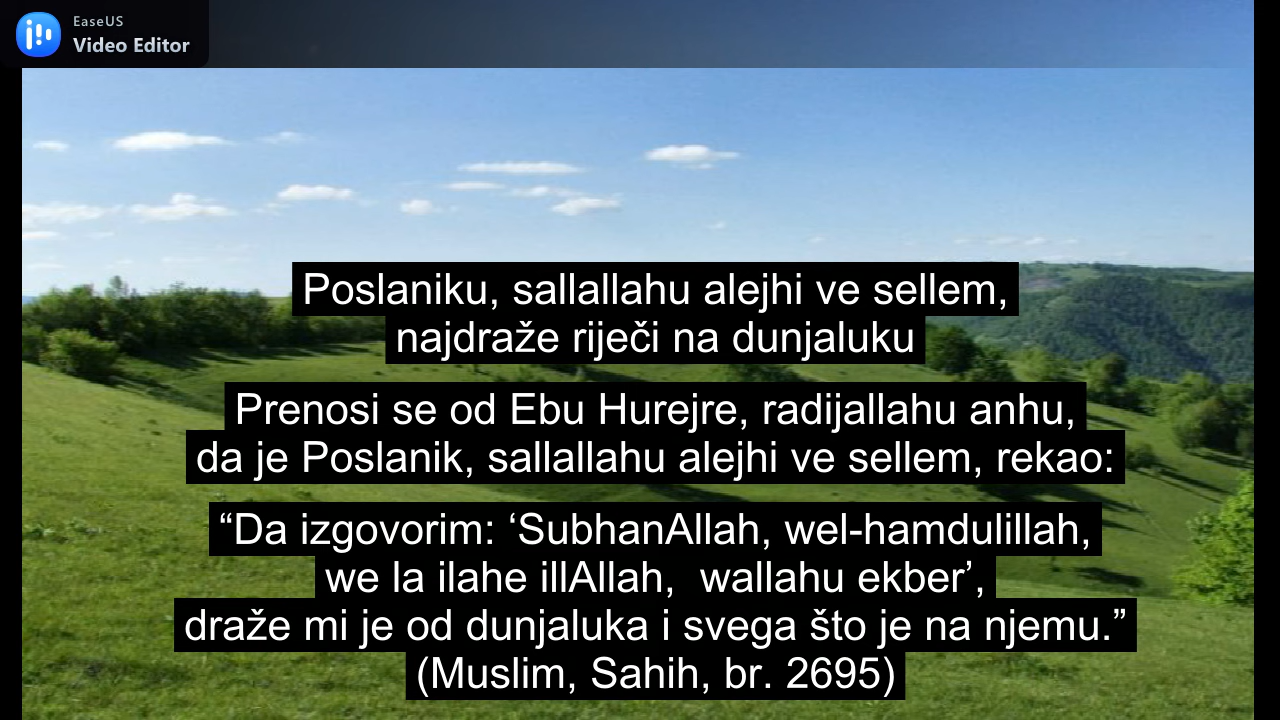 EaseUS
Video Editor
Poslaniku, sallallahu alejhi ve sellem,
najdraže riječi na dunjaluku
Prenosi se od Ebu Hurejre, radijallahu anhu,
da je Poslanik, sallallahu alejhi ve sellem, rekao:
“Da izgovorim: ‘SubhanAllah, wel-hamdulillah,
we la ilahe illAllah,  wallahu ekber’,
draže mi je od dunjaluka i svega što je na njemu.”
(Muslim, Sahih, br. 2695)